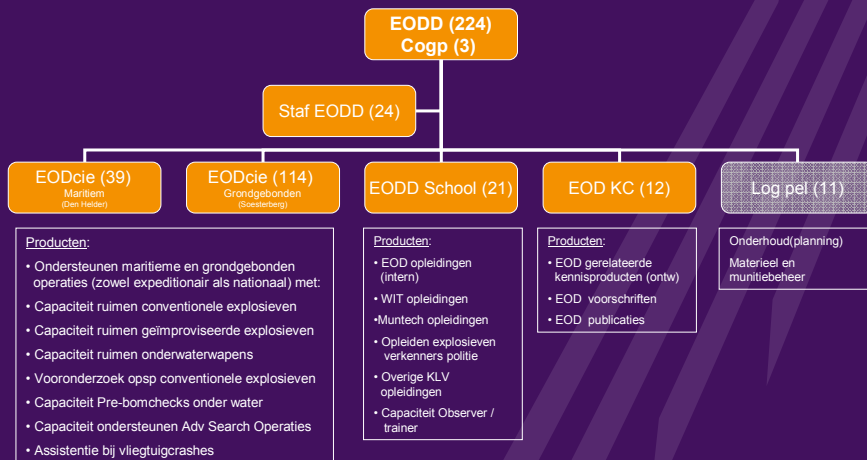 EODD (224)
Cogp (3)
Staf EODD (24)
EODcie (39)
Maritiem
(Den Helder)
EODcie (114)
Grondgebonden
(Soesterberg)
EODD School (21)
EOD KC (12)
Log pel (11)
Producten:
• Ondersteunen maritieme en grondgebonden
operaties (zowel expeditionair als nationaal) met:
• Capaciteit ruimen conventionele explosieven
• Capaciteit ruimen geïmproviseerde explosieven
• Capaciteit ruimen onderwaterwapens
• Vooronderzoek opsp conventionele explosieven
• Capaciteit Pre-bomchecks onder water
• Capaciteit ondersteunen Adv Search Operaties
• Assistentie bij vliegtuigcrashes
Producten:
• EOD opleidingen
(intern)
• WIT opleidingen
•Muntech opleidingen
• Opleiden explosieven
verkenners politie
• Overige KLV
opleidingen
• Capaciteit Observer /
trainer
Producten:
• EOD gerelateerde
kennisproducten (ontw)
• EOD voorschriften
• EOD publicaties
Onderhoud(planning)
Materieel en
munitiebeheer